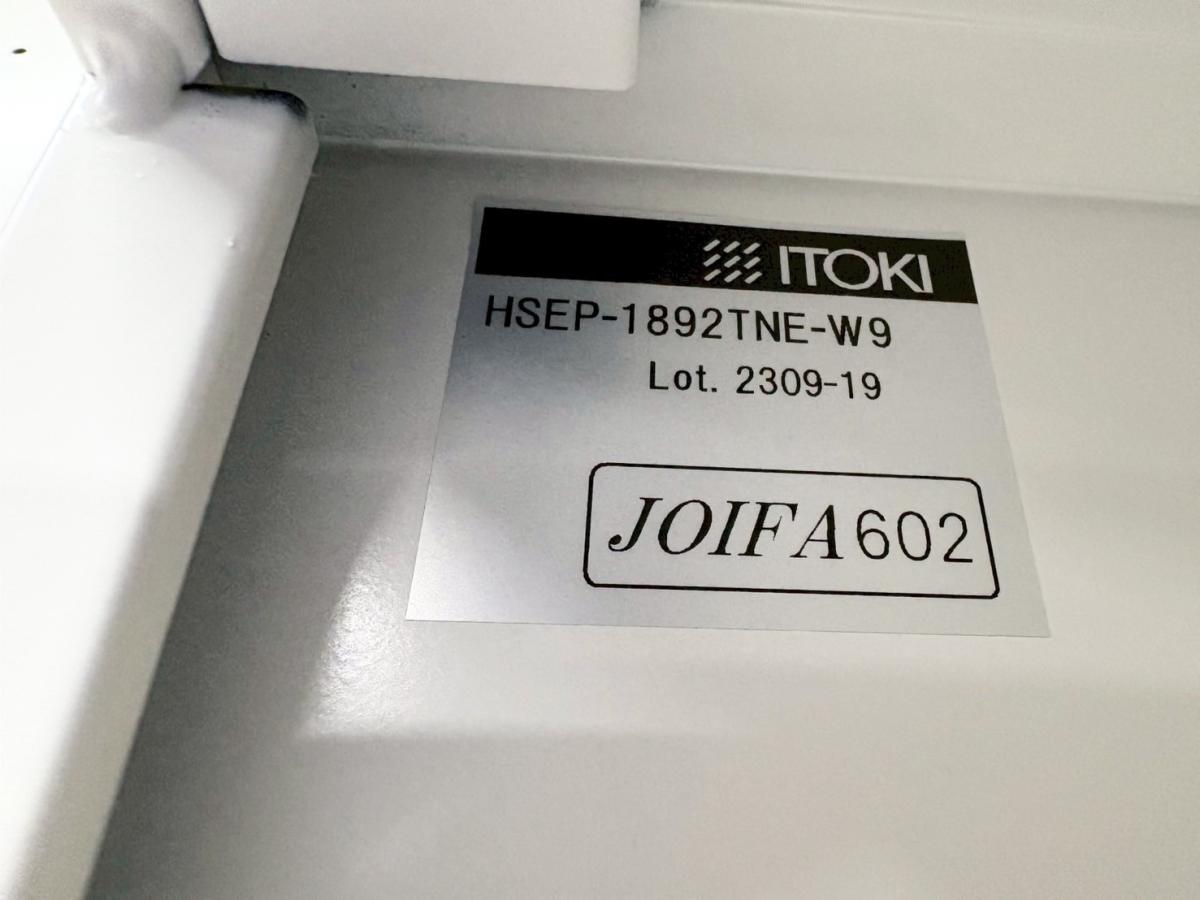 ITOKI
HSEP-1892TNE-W9
Lot. 2309-19
JOIFA602